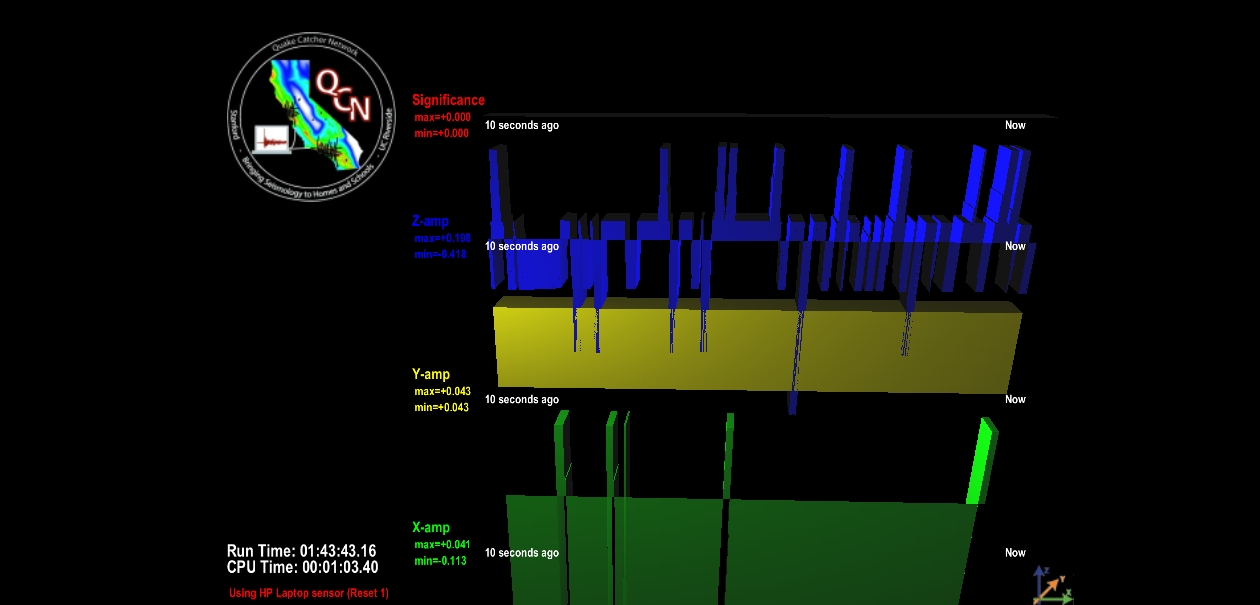 Quake Catcher Network
QCN
Stanford - Bringing Seismology to Homes and Schools - UC Riverside
Significance
max=+0.000
min=+0.000
10 seconds ago
Now
Z-amp
max=+0.198
min=-0.418
10 seconds ago
Now
Y-amp
max=+0.043
min=+0.043
10 seconds ago
Now
X-amp
max=+0.041
min=-0.113
10 seconds ago
Now
Run Time: 01:43:43.16
CPU Time: 00:01:03.40
Using HP Laptop sensor (Reset 1)
Z
Y
X